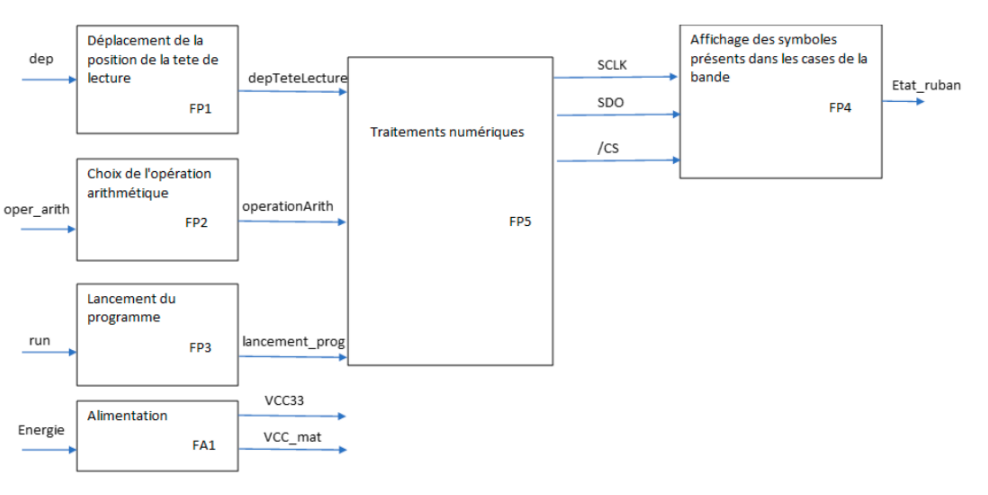 dep
Déplacement de la
position de la tete de
lecture
FP1
depTeteLecture
oper_arith
Choix de l'opération
arithmétique
FP2
operationArith
run
Lancement du
programme
FP3
lancement_prog
Energie
Alimentation
FA1
VCC33
VCC_mat
Traitements numériques
FP5
SCLK
SDO
/CS
Affichage des symboles
présents dans les cases de la
bande
FP4
Etat_ruban